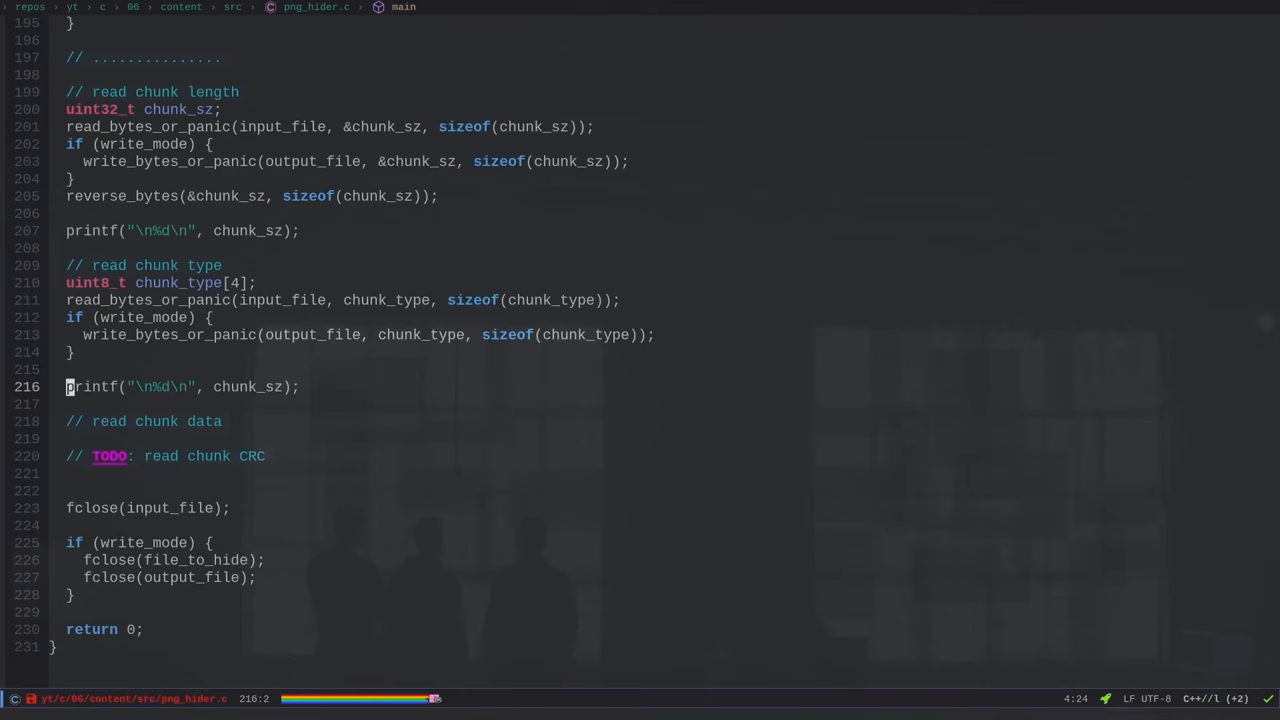 › repos › yt › c › 06 › content › src › png_hider.c › main
195 }
196
197 // ...............
198
199 // read chunk length
200 uint32_t chunk_sz;
201 read_bytes_or_panic(input_file, &chunk_sz, sizeof(chunk_sz));
202 if (write_mode) {
203 write_bytes_or_panic(output_file, &chunk_sz, sizeof(chunk_sz));
204 }
205 reverse_bytes(&chunk_sz, sizeof(chunk_sz));
206
207 printf("\n%d\n", chunk_sz);
208
209 // read chunk type
210 uint8_t chunk_type[4];
211 read_bytes_or_panic(input_file, chunk_type, sizeof(chunk_type));
212 if (write_mode) {
213 write_bytes_or_panic(output_file, chunk_type, sizeof(chunk_type));
214 }
215
216 printf("\n%d\n", chunk_sz);
217
218 // read chunk data
219
220 // TODO: read chunk CRC
221
222
223 fclose(input_file);
224
225 if (write_mode) {
226 fclose(file_to_hide);
227 fclose(output_file);
228 }
229
230 return 0;
231 }
yt/c/06/content/src/png_hider.c 216:2 4:24 LF UTF-8 C++//l (+2)